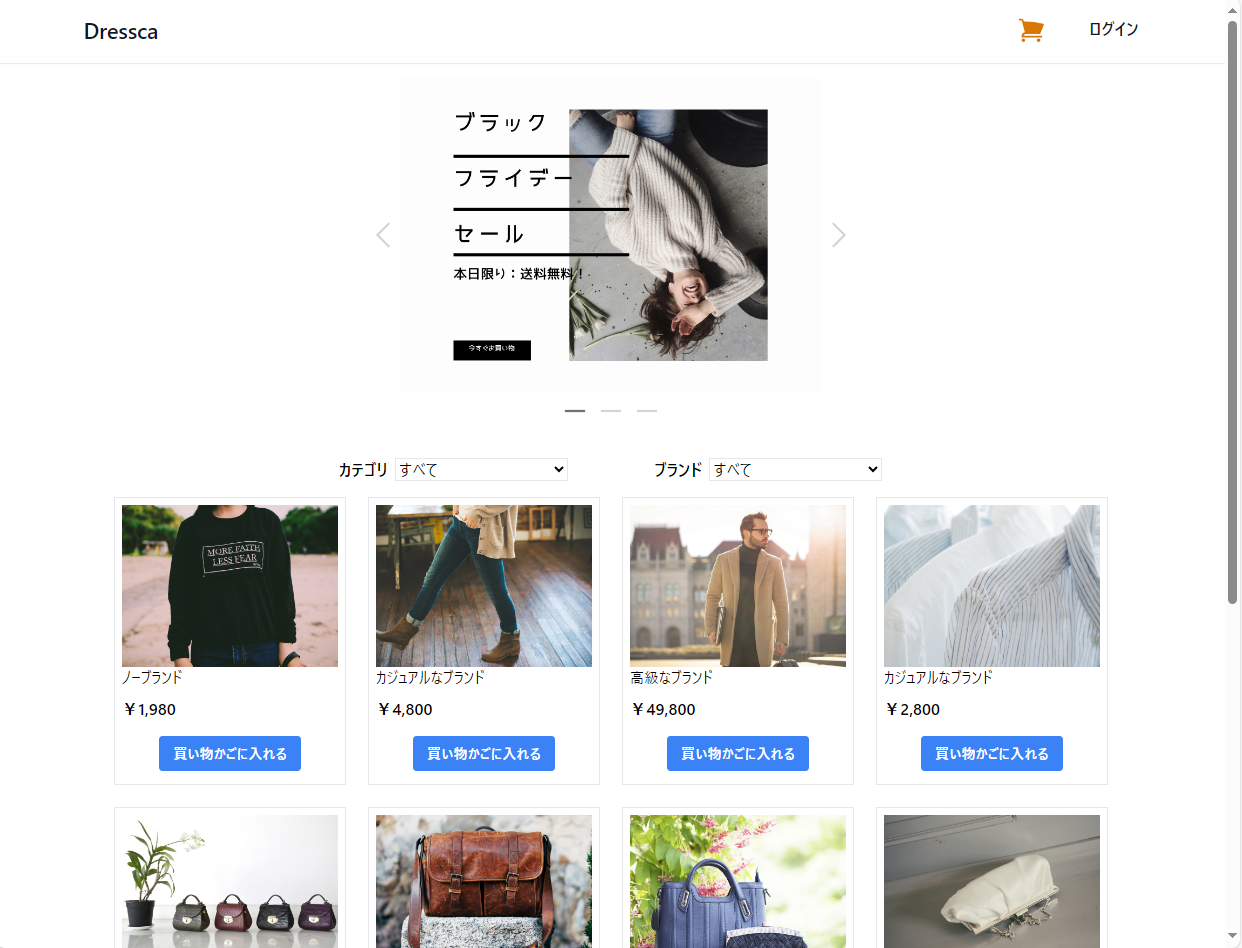 Dressca
ログイン
ブラック
フライデー
セール
本日限り：送料無料！
今すぐお買い物
カテゴリ すべて
ブランド すべて
MORE FAITH
LESS FEAR
ノーブランド
￥1,980
買い物かごに入れる
カジュアルなブランド
￥4,800
買い物かごに入れる
高級なブランド
￥49,800
買い物かごに入れる
カジュアルなブランド
￥2,800
買い物かごに入れる